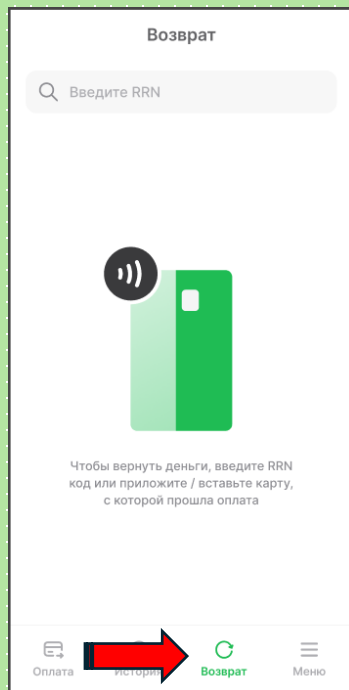 Возврат
Введите RRN
Чтобы вернуть деньги, введите RRN
код или приложите / вставьте карту,
с которой прошла оплата
Оплата История Возврат Меню